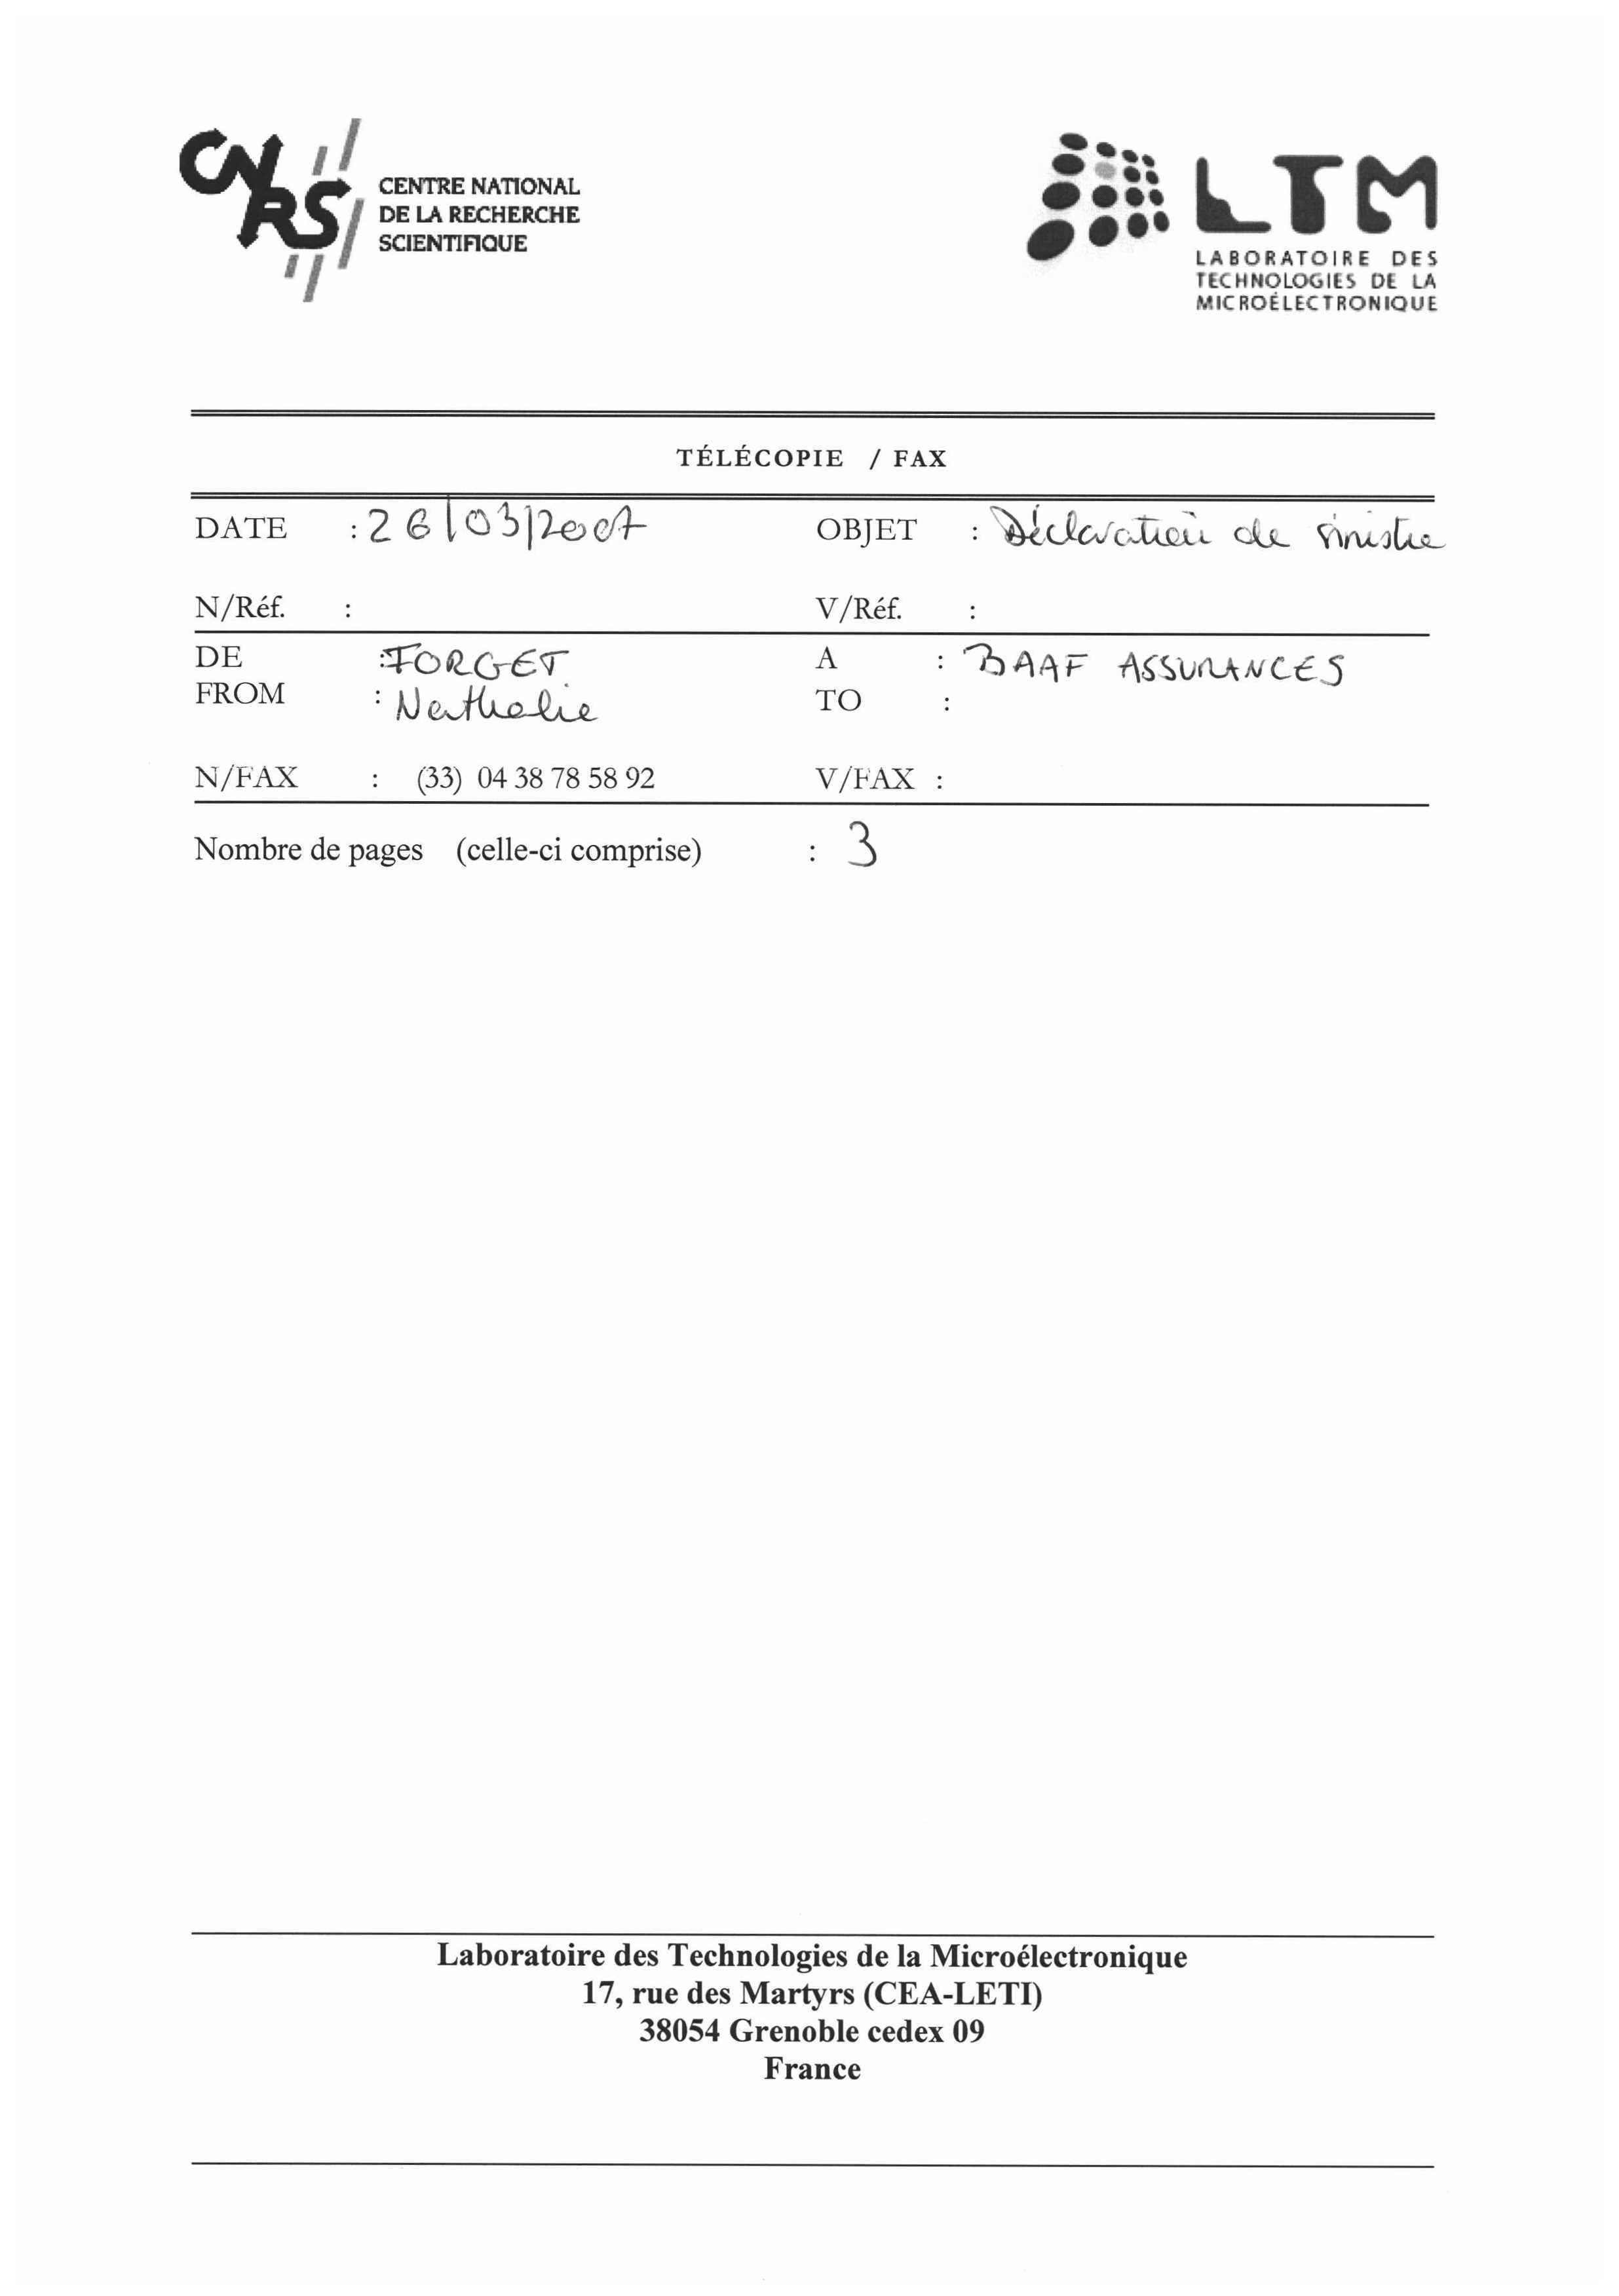 CNRS
CENTRE NATIONAL
DE LA RECHERCHE
SCIENTIFIQUE
LTM
LABORATOIRE DES
TECHNOLOGIES DE LA
MICROÉLECTRONIQUE
TÉLÉCOPIE / FAX
DATE : 26/03/2007 OBJET : Déclaration de sinistre
N/Réf. : V/Réf. :
DE : FORGET A : BAAF ASSURANCES
FROM : Nathalie TO :
N/FAX : (33) 04 38 78 58 92 V/FAX :
Nombre de pages (celle-ci comprise) : 3
Laboratoire des Technologies de la Microélectronique
17, rue des Martyrs (CEA-LETI)
38054 Grenoble cedex 09
France